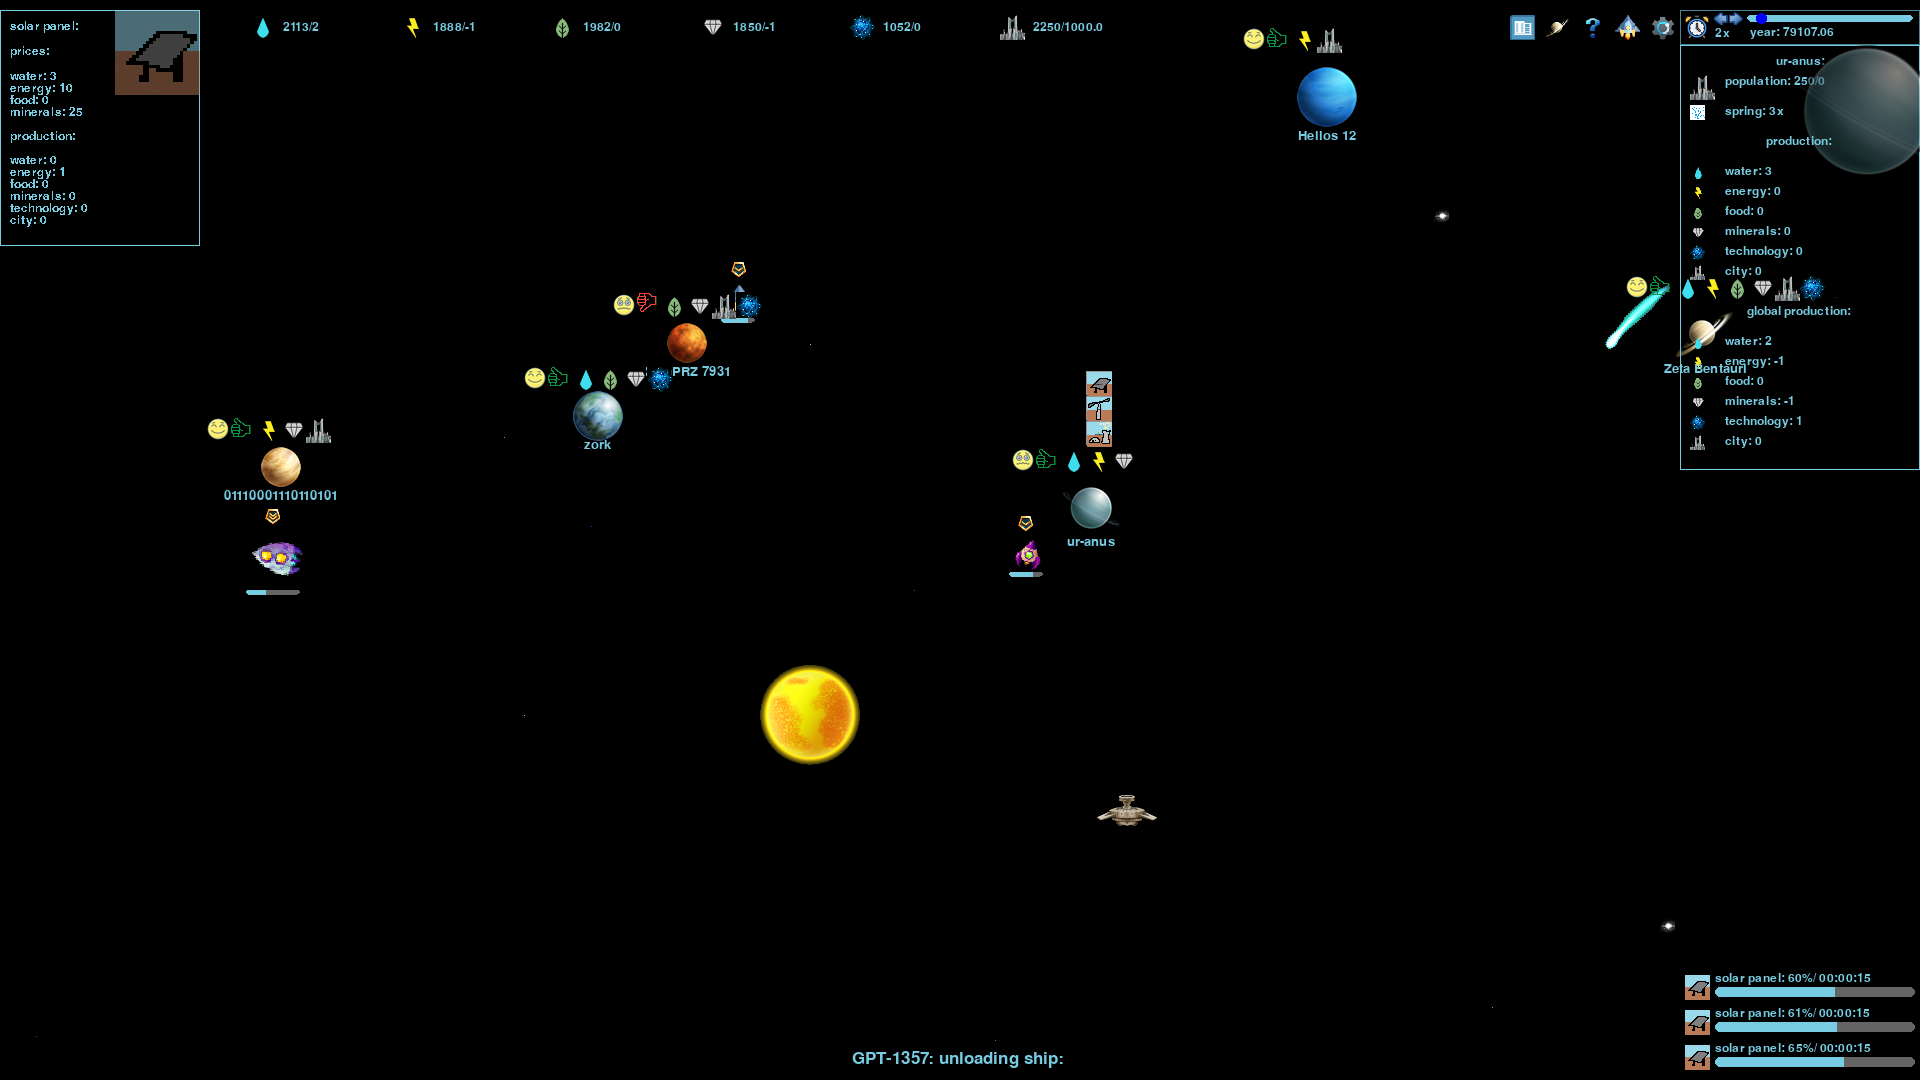 solar panel:
prices:
water: 3
energy: 10
food: 0
minerals: 25
production:
water: 0
energy: 1
food: 0
minerals: 0
technology: 0
city: 0
2113/2
1888/-1
1982/0
1850/-1
1052/0
2250/1000.0
2x
year: 79107.06
ur-anus:
population: 250/0
spring: 3x
production:
water: 3
energy: 0
food: 0
minerals: 0
technology: 0
city: 0
global production:
water: 2
energy: -1
food: 0
minerals: -1
technology: 1
city: 0
Helios 12
Zeta Bentauri
PRZ 7931
zork
01110001110110101
ur-anus
solar panel: 60%/ 00:00:15
solar panel: 61%/ 00:00:15
solar panel: 65%/ 00:00:15
GPT-1357: unloading ship: